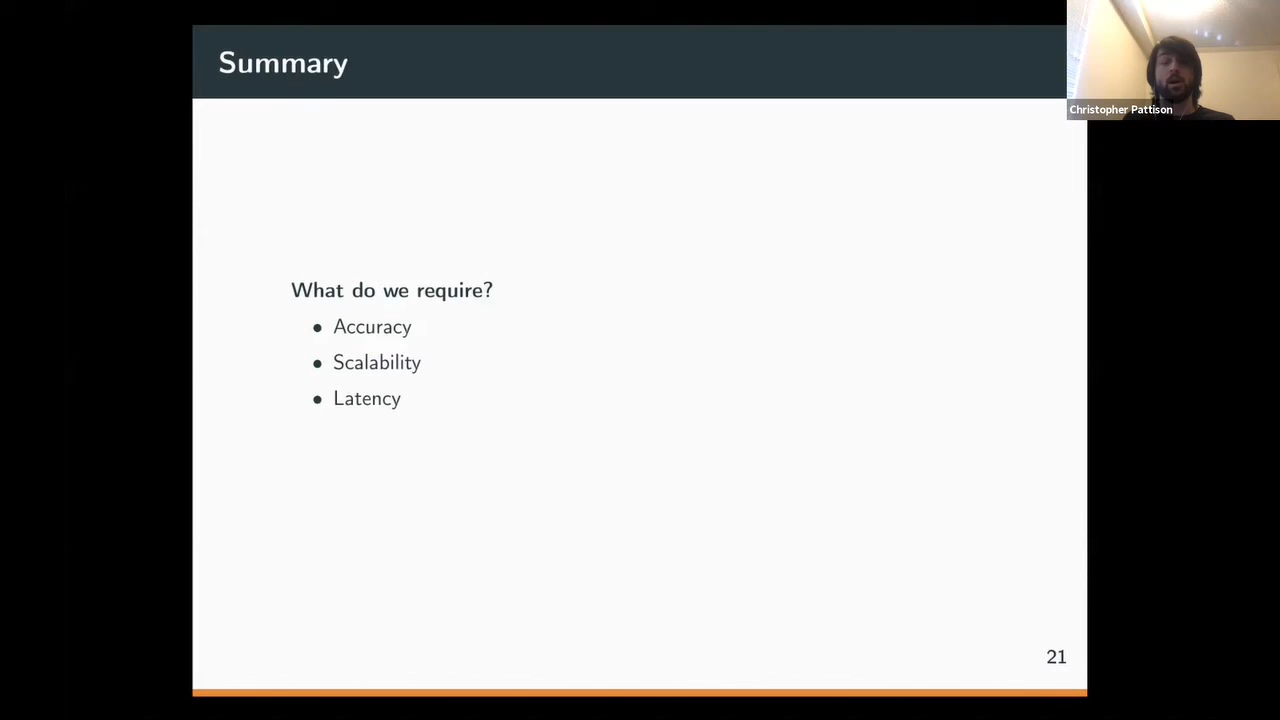 Summary
Christopher Pattison
What do we require?
• Accuracy
• Scalability
• Latency
21